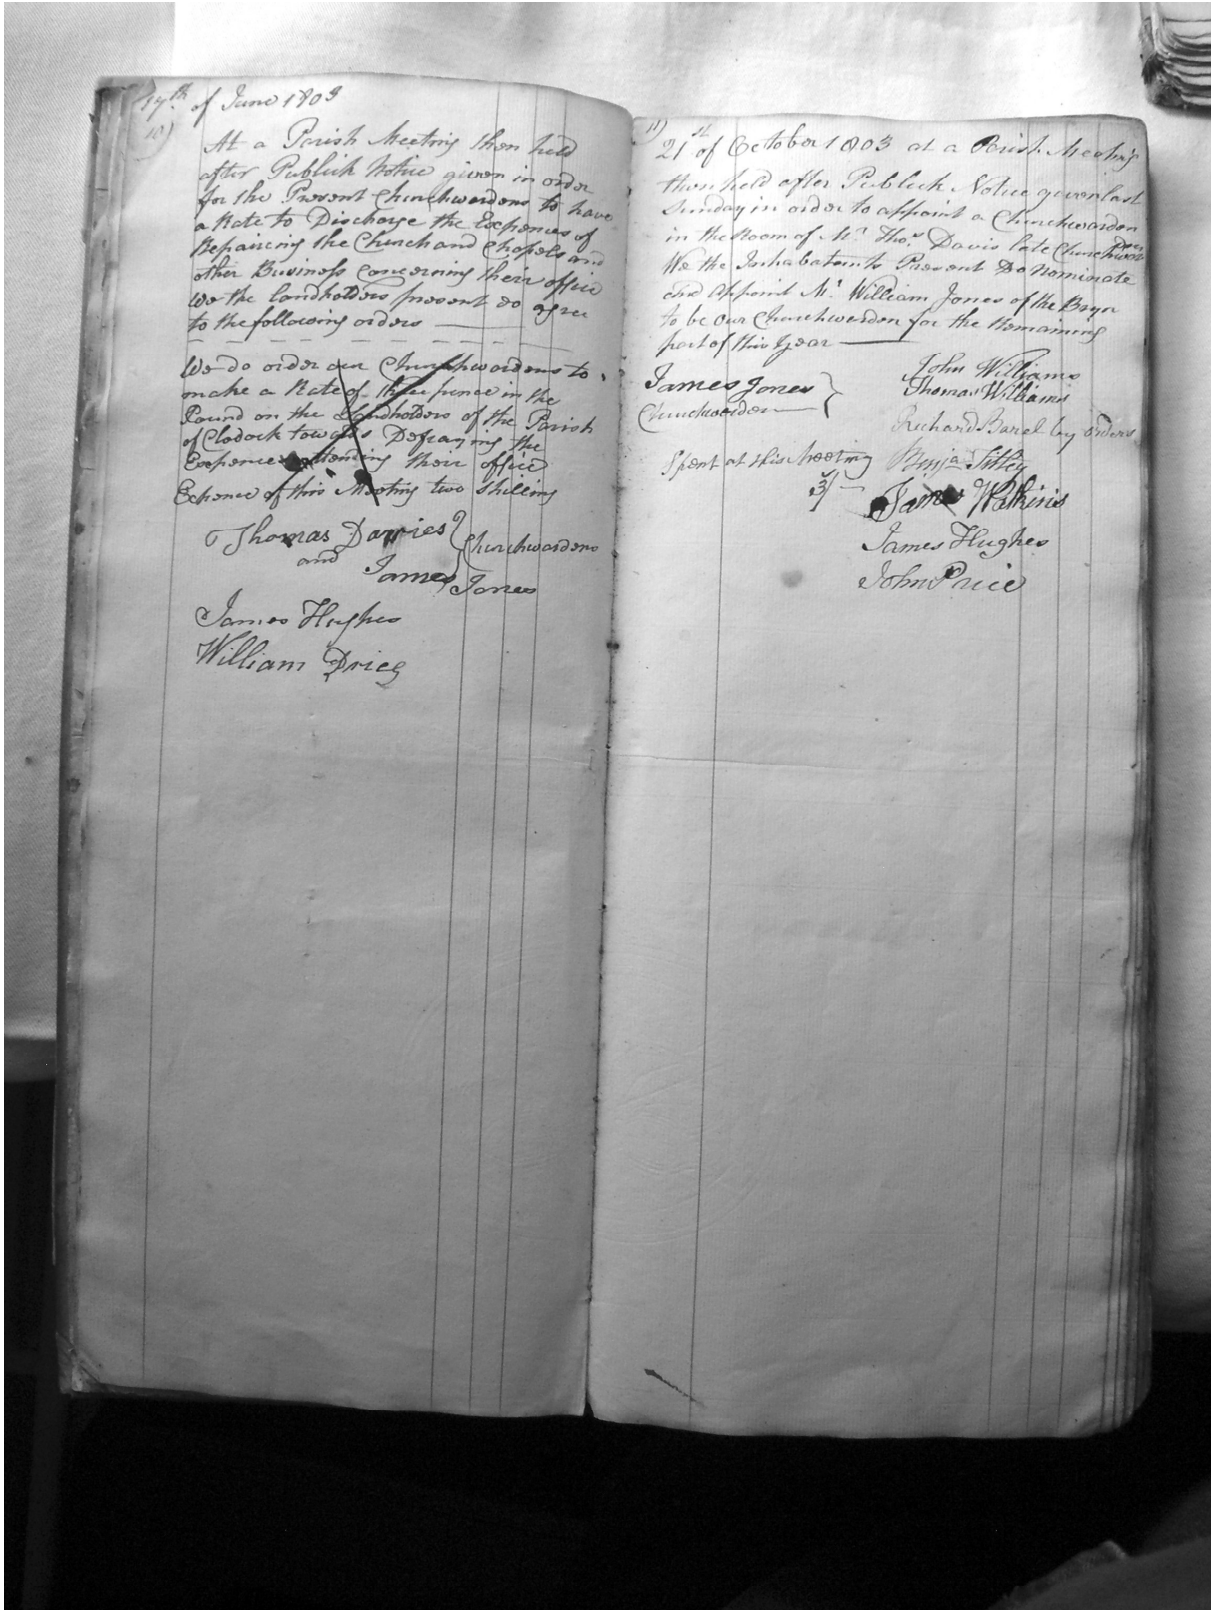 17th of June 1803
10)
At a Parish Meeting then held
after Publick Notice given in order
for the Present Churchwardens to have
a Rate to Discharge the Expences of
Repairing the Church and Chapels and
other Business Concerning their office
We the landholders present do agree
to the following orders
We do order our Churchwardens to
make a Rate of Three pence in the
Pound on the Landholders of the Parish
of Clodock towards Defraying the
Expences attending their office
Expence of this Meeting two shilling
Thomas Davies } Churchwardens
and
James Jones
James Hughes
William Price
11)
21st of October 1803 at a Parish Meeting
then held after Publick Notice given last
Sunday in order to appoint a Churchwarden
in the Room of Mr Thos Davis late Churchwarden
We the Inhabatants Present Do nominate
and appoint Mr William Jones of the Bryn
to be our Churchwarden for the Remaining
part of this Year
James Jones }
Churchwarden
John Williams
Thomas Williams
Richard by orders
Spent at this Meeting
3/-
Benja
James Watkins
James Hughes
John Price